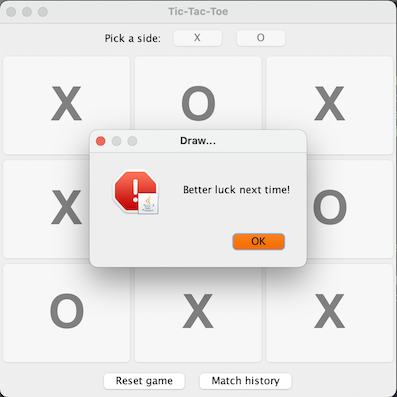 Tic-Tac-Toe
Pick a side: X O
X O X
Draw...
Better luck next time!
X O
OK
O X X
Reset game Match history